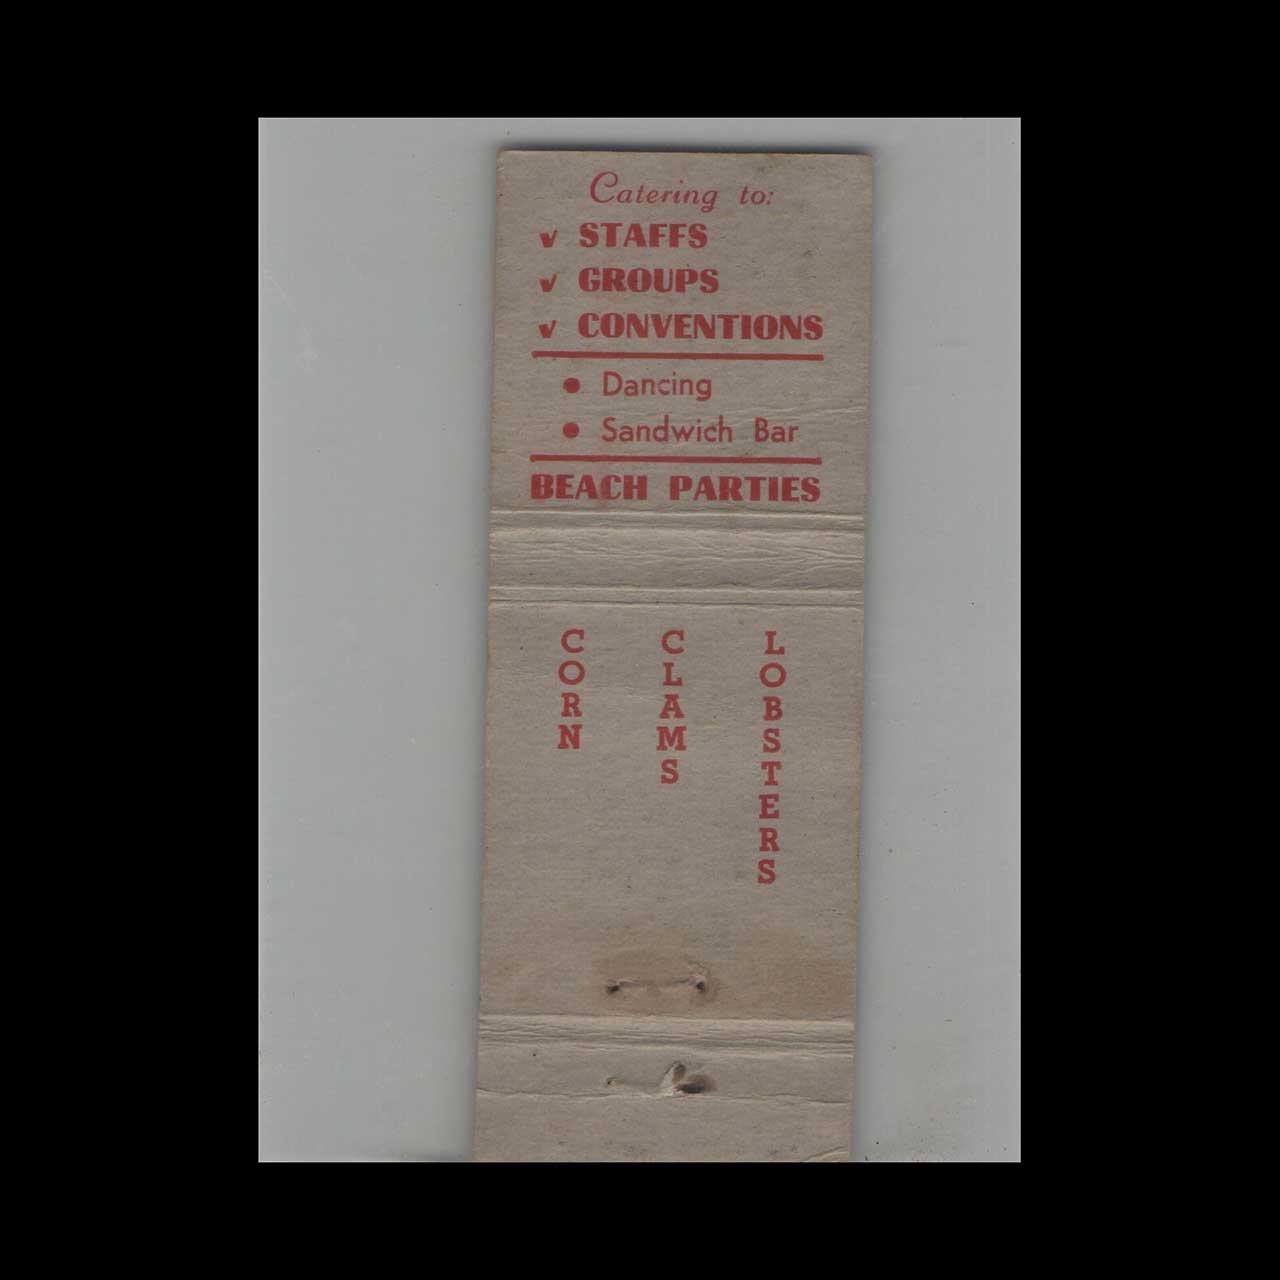 Catering to:
✓ STAFFS
✓ GROUPS
✓ CONVENTIONS
• Dancing
• Sandwich Bar
BEACH PARTIES
CORN
CLAMS
LOBSTERS